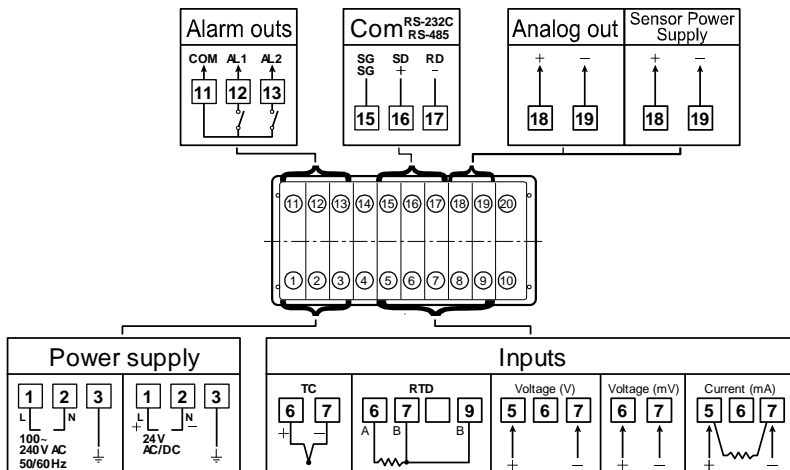 Alarm outs
COM AL1 AL2
11 12 13
Com RS-232C
RS-485
SG SD RD
SG + -
15 16 17
Analog out
+ -
18 19
Sensor Power
Supply
+ -
18 19
11 12 13 14 15 16 17 18 19 20
1 2 3 4 5 6 7 8 9 10
Power supply
1 2 3
L N
100~
240V AC
50/60Hz
1 2 3
L N
+ -
24V
AC/DC
Inputs
TC
6 7
+ -
RTD
6 7 9
A B B
Voltage (V)
5 6 7
+ -
Voltage (mV)
6 7
+ -
Current (mA)
5 6 7
+ -